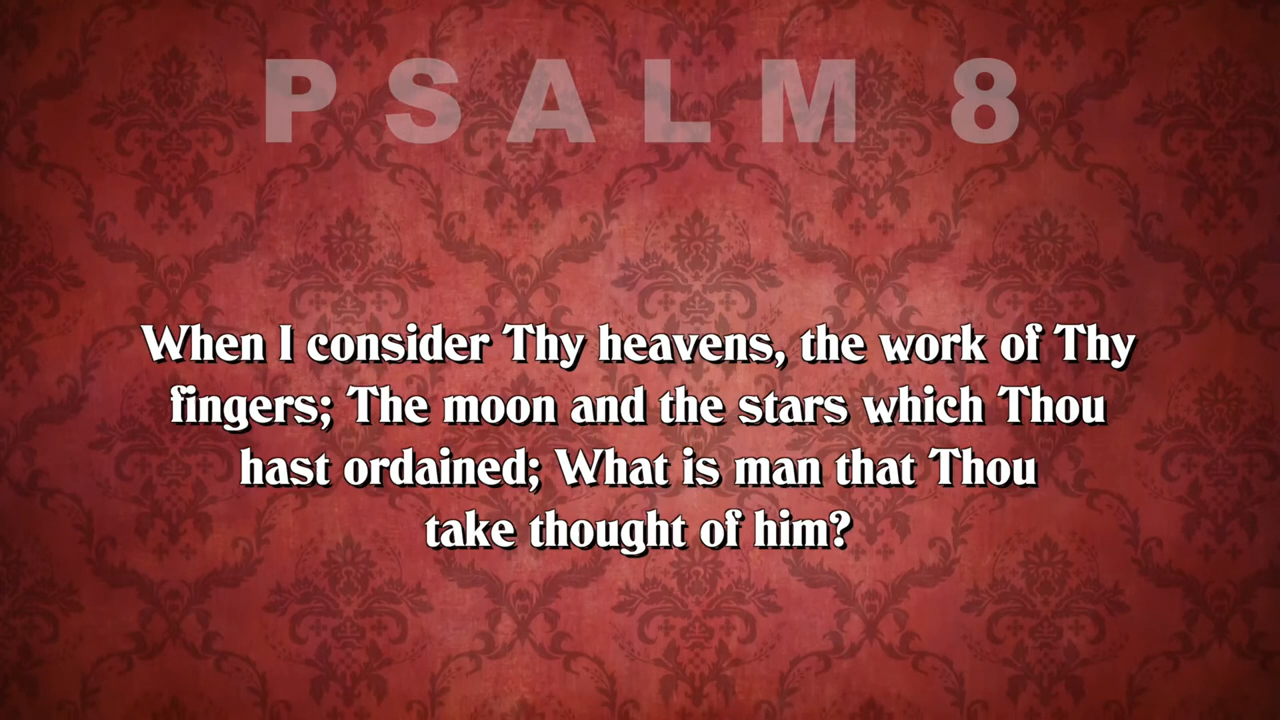 PSALM 8
When I consider Thy heavens, the work of Thy
fingers; The moon and the stars which Thou
hast ordained; What is man that Thou
take thought of him?